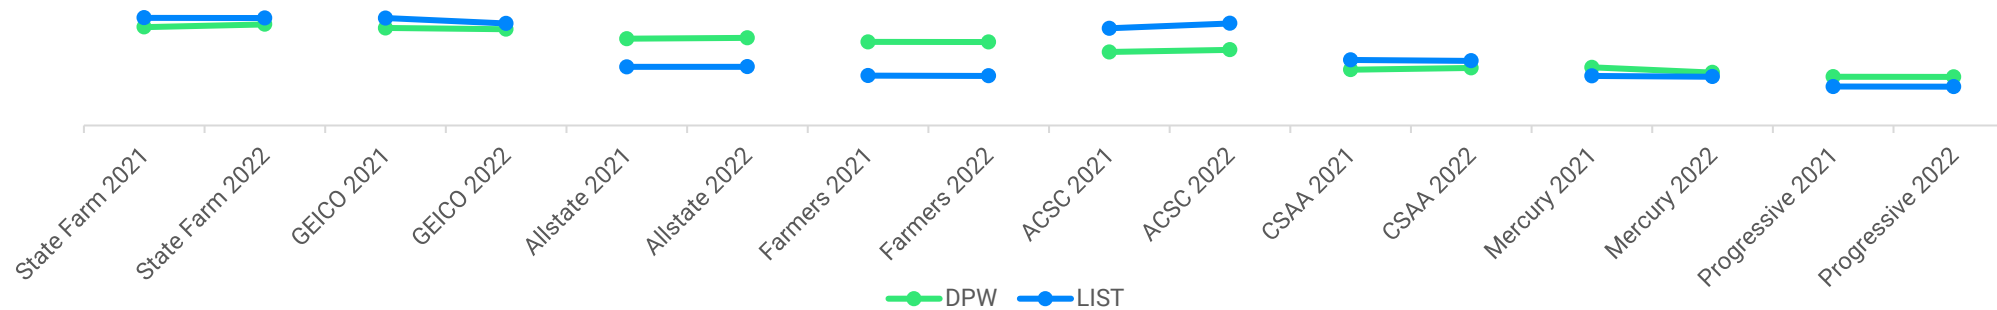 State Farm 2021
State Farm 2022
GEICO 2021
GEICO 2022
Allstate 2021
Allstate 2022
Farmers 2021
Farmers 2022
ACSC 2021
ACSC 2022
CSAA 2021
CSAA 2022
Mercury 2021
Mercury 2022
Progressive 2021
Progressive 2022
DPW LIST